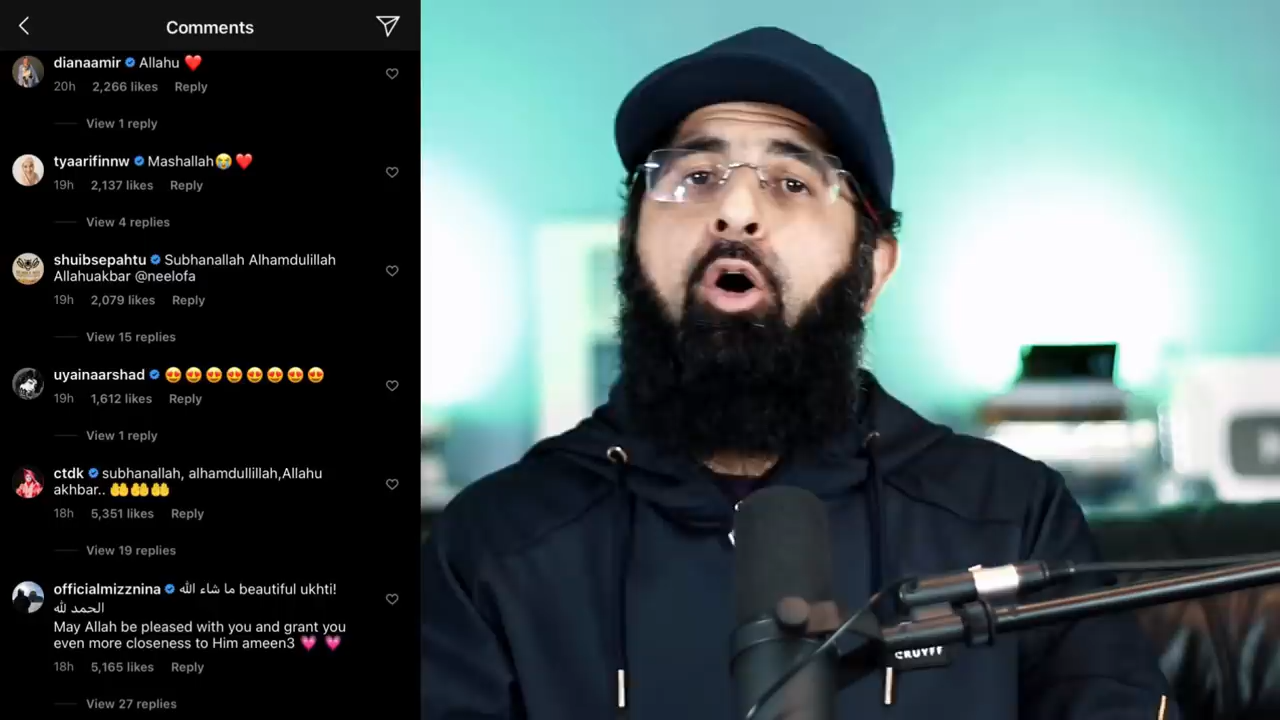 Comments
dianaamir Allahu ❤️
20h 2,266 likes Reply
View 1 reply
tyaarifinnw Mashallah😭❤️
19h 2,137 likes Reply
View 4 replies
shuibsepahtu Subhanallah Alhamdulillah
Allahuakbar @neelofa
19h 2,079 likes Reply
View 15 replies
uyainaarshad 😍😍😍😍😍😍😍😍
19h 1,612 likes Reply
View 1 reply
ctdk subhanallah, alhamdullillah,Allahu
akhbar.. 🤲🤲🤲
18h 5,351 likes Reply
View 19 replies
officialmizznina ما شاء الله beautiful ukhti!
الحمد لله
May Allah be pleased with you and grant you
even more closeness to Him ameen3 💗 💗
18h 5,165 likes Reply
View 27 replies
CRUYFF